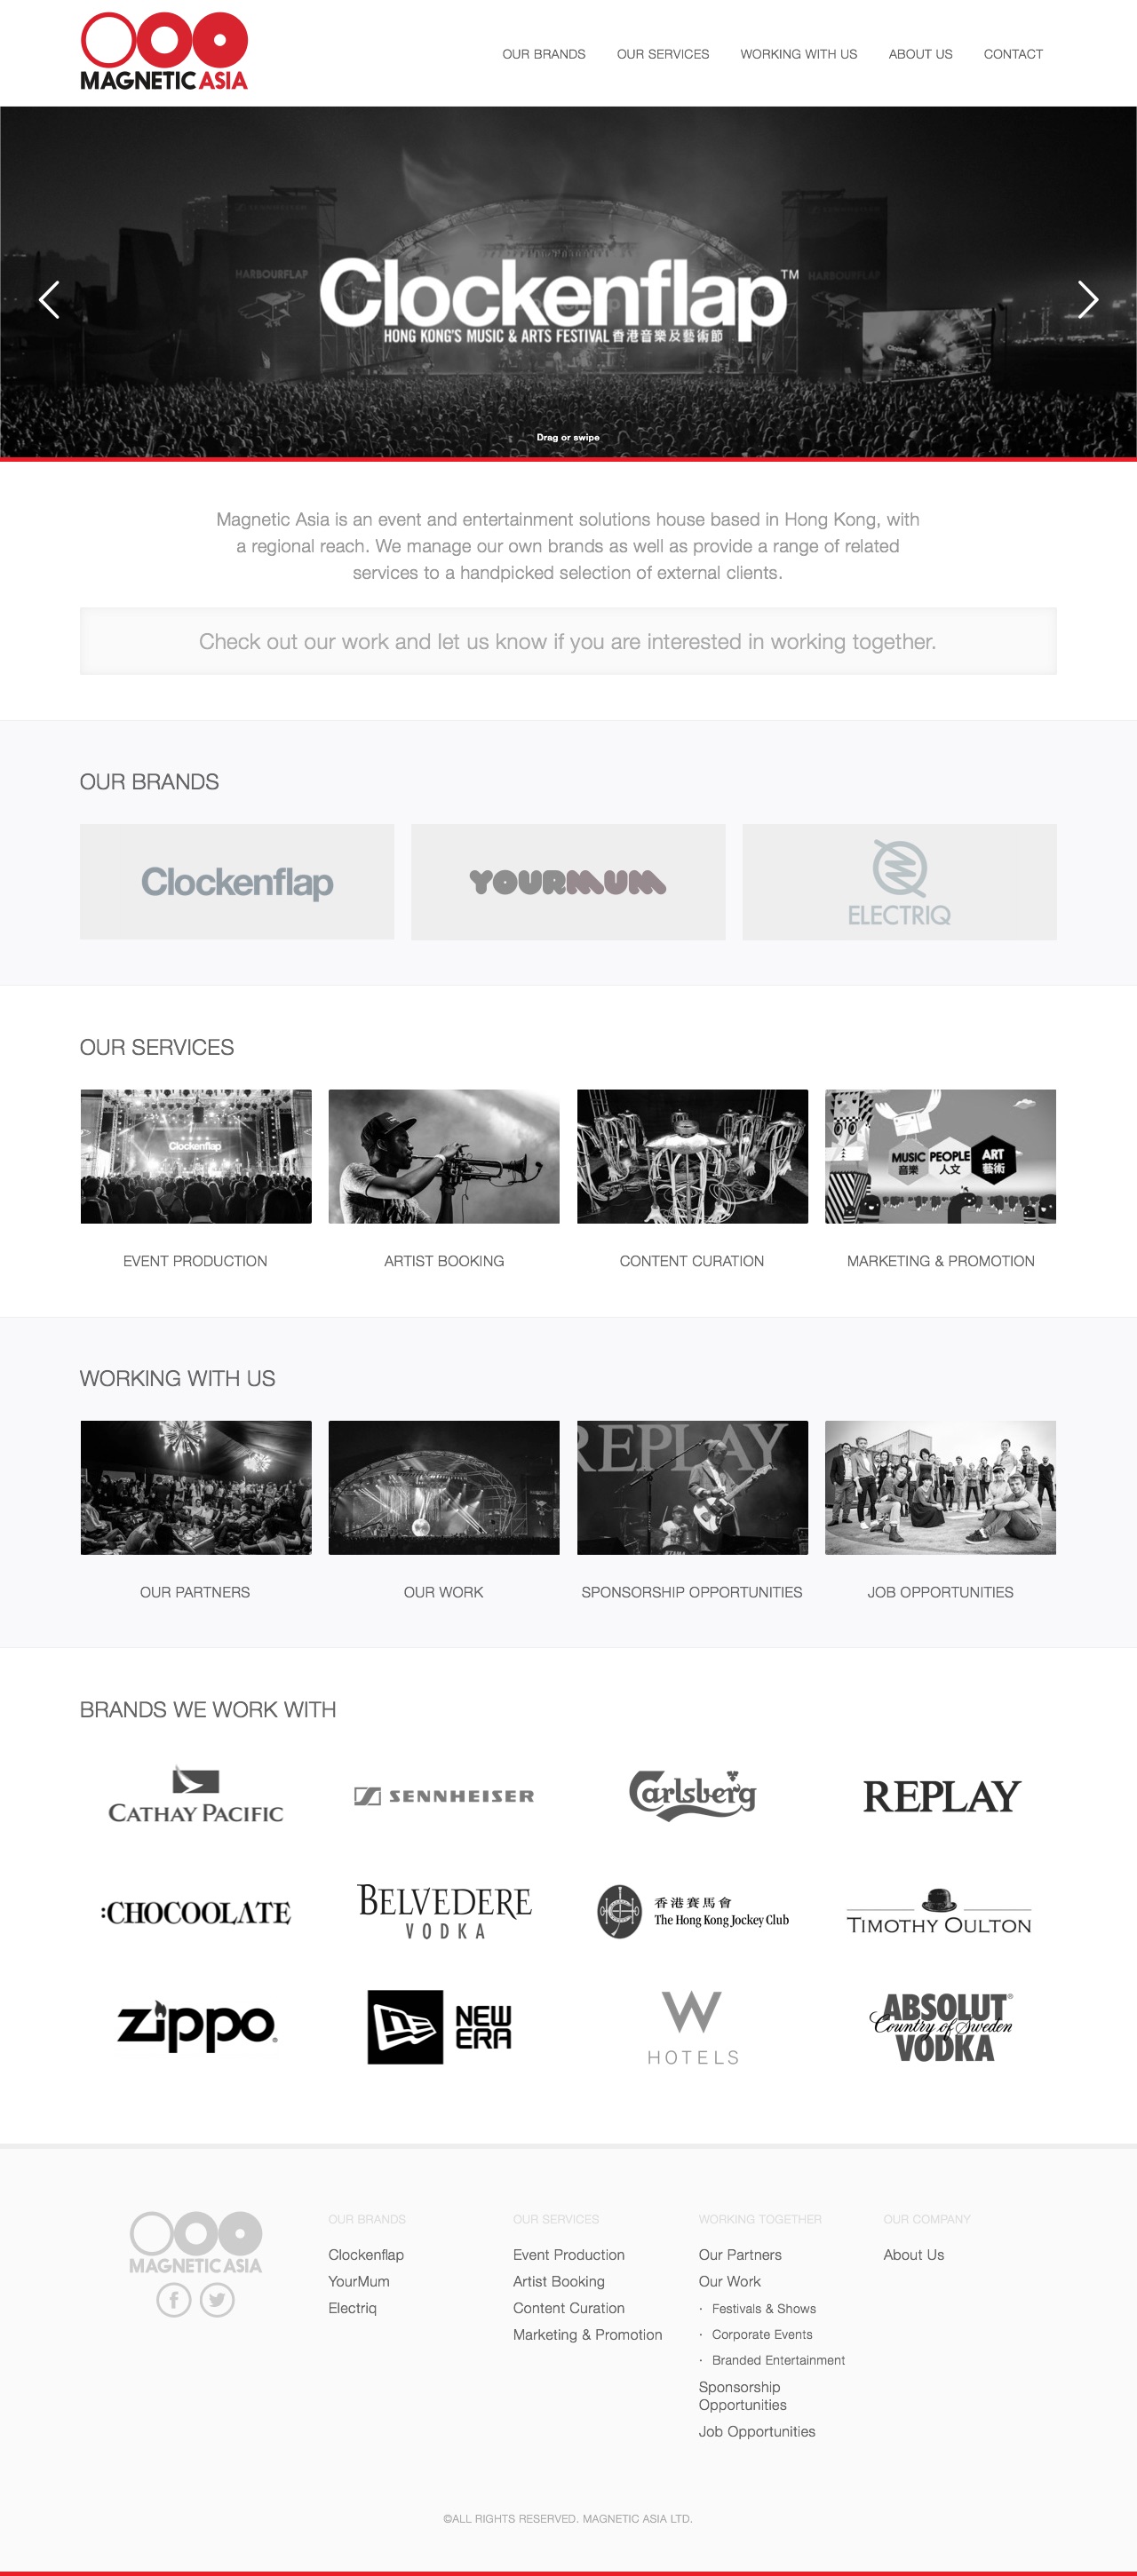 MAGNETIC ASIA
OUR BRANDS
OUR SERVICES
WORKING WITH US
ABOUT US
CONTACT
HARBOURFLAP
HARBOURFLAP
Clockenflap™
HONG KONG'S MUSIC & ARTS FESTIVAL 香港音樂及藝術節
Clockenflap
Drag or swipe
Magnetic Asia is an event and entertainment solutions house based in Hong Kong, with
a regional reach. We manage our own brands as well as provide a range of related
services to a handpicked selection of external clients.
Check out our work and let us know if you are interested in working together.
OUR BRANDS
Clockenflap
YOURMUM
ELECTRIQ
OUR SERVICES
Clockenflap
MUSIC PEOPLE ART
音樂 人文 藝術
EVENT PRODUCTION
ARTIST BOOKING
CONTENT CURATION
MARKETING & PROMOTION
WORKING WITH US
REPLAY
TAMA
OUR PARTNERS
OUR WORK
SPONSORSHIP OPPORTUNITIES
JOB OPPORTUNITIES
BRANDS WE WORK WITH
CATHAY PACIFIC
SENNHEISER
Carlsberg
REPLAY
:CHOCOOLATE
BELVEDERE
VODKA
香港賽馬會
The Hong Kong Jockey Club
TIMOTHY OULTON
zippo
NEW
ERA
W
HOTELS
ABSOLUT®
Country of Sweden
VODKA
MAGNETIC ASIA
OUR BRANDS
Clockenflap
YourMum
Electriq
OUR SERVICES
Event Production
Artist Booking
Content Curation
Marketing & Promotion
WORKING TOGETHER
Our Partners
Our Work
· Festivals & Shows
· Corporate Events
· Branded Entertainment
Sponsorship
Opportunities
Job Opportunities
OUR COMPANY
About Us
©ALL RIGHTS RESERVED. MAGNETIC ASIA LTD.